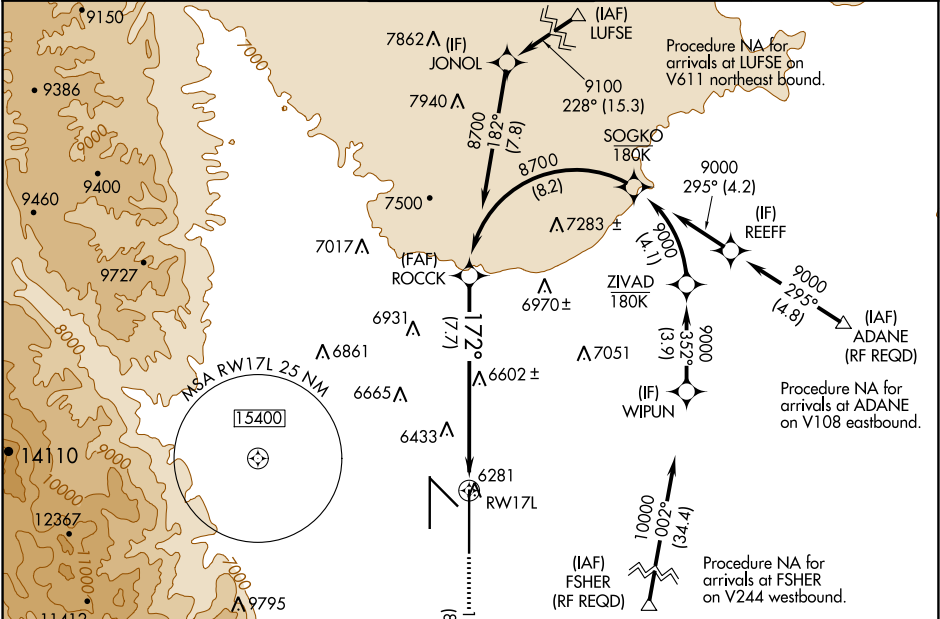 9150
7000
7862
(IF)
JONOL
(IAF)
LUFSE
Procedure NA for
arrivals at LUFSE on
V611 northeast bound.
9386
9100
228° (15.3)
7940
8700
182°
(7.8)
SOGKO
180K
9000
9400
8700
(8.2)
9000
295° (4.2)
9460
7500
7283 ±
(IF)
REEFF
7017
9000
(4.1)
9727
(FAF)
ROCCK
6970 ±
ZIVAD
180K
9000
295°
(4.8)
(IAF)
ADANE
(RF REQD)
8000
6931
172°
(7.7)
9000
352°
(3.9)
6861
7051
MSA RW17L 25 NM
6602 ±
6665
(IF)
WIPUN
Procedure NA for
arrivals at ADANE
on V108 eastbound.
15400
6433
14110
9000
10000
6281
RW17L
12367
10000
002°
(34.4)
11000
7000
(IAF)
FSHER
(RF REQD)
Procedure NA for
arrivals at FSHER
on V244 westbound.
9795